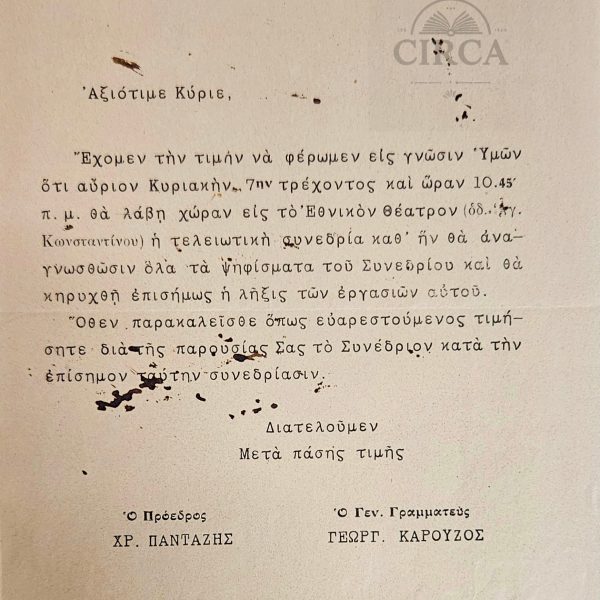 CIRCA
Ἀξιότιμε Κύριε,
Ἔχομεν τὴν τιμὴν νὰ φέρωμεν εἰς γνῶσιν Ὑμῶν
ὅτι αὔριον Κυριακὴν 7ην τρέχοντος καὶ ὥραν 10.45'
π. μ. θὰ λάβῃ χώραν εἰς τὸ Ἐθνικὸν Θέατρον (ὁδ. Ἁγ.
Κωνσταντίνου) ἡ τελειωτικὴ συνεδρία καθ' ἣν θὰ ἀνα-
γνωσθῶσιν ὅλα τὰ ψηφίσματα τοῦ Συνεδρίου καὶ θὰ
κηρυχθῇ ἐπισήμως ἡ λῆξις τῶν ἐργασιῶν αὐτοῦ.
Ὅθεν παρακαλεῖσθε ὅπως εὐαρεστούμενος τιμή-
σητε διὰ τῆς παρουσίας Σας τὸ Συνέδριον κατὰ τὴν
ἐπίσημον ταύτην συνεδρίασιν.
Διατελοῦμεν
Μετὰ πάσης τιμῆς
Ὁ Πρόεδρος
ΧΡ. ΠΑΝΤΑΖΗΣ
Ὁ Γεν. Γραμματεὺς
ΓΕΩΡΓ. ΚΑΡΟΥΖΟΣ